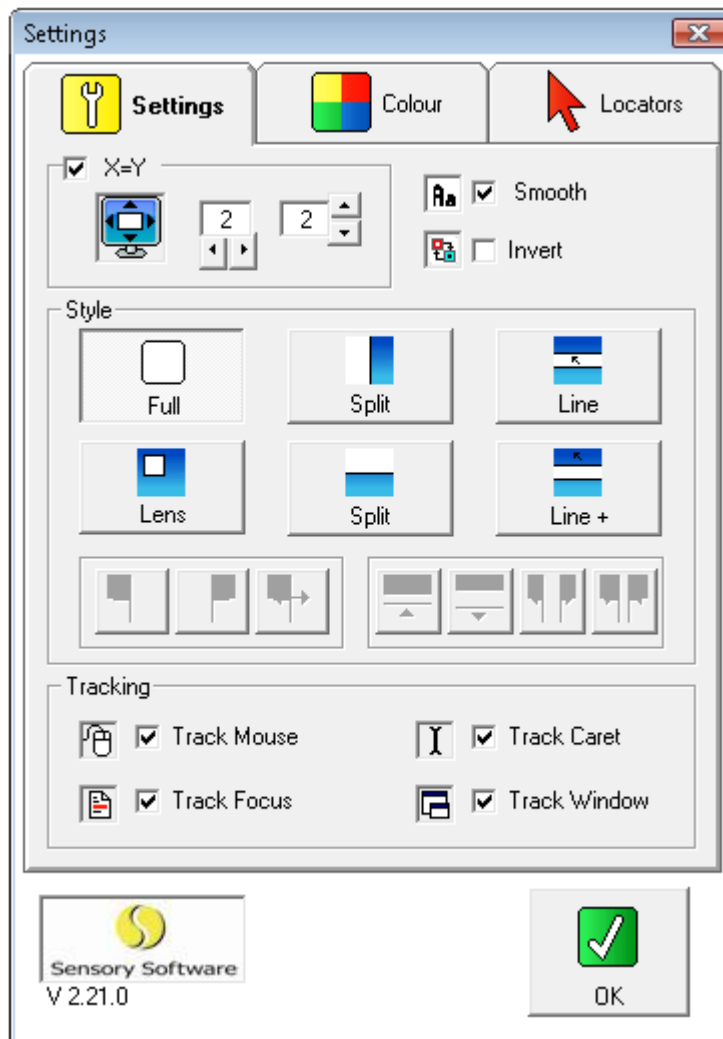 Settings
Settings
Colour
Locators
X=Y
2
2
Aa
Smooth
Invert
Style
Full
Split
Line
Lens
Split
Line +
Tracking
Track Mouse
Track Caret
Track Focus
Track Window
Sensory Software
V 2.21.0
OK